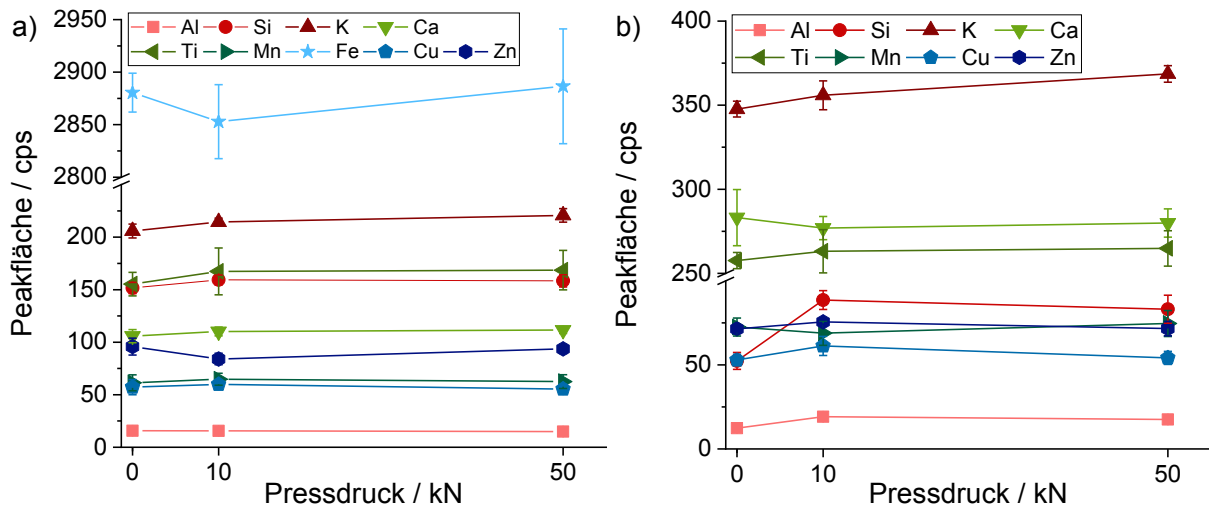 a)
Al Si K Ca
Ti Mn Fe Cu Zn
2950
2900
2850
2800
200
150
100
50
0
Peakfläche / cps
0 10 50
Pressdruck / kN
b)
Al Si K Ca
Ti Mn Cu Zn
400
350
300
250
50
0
Peakfläche / cps
0 10 50
Pressdruck / kN